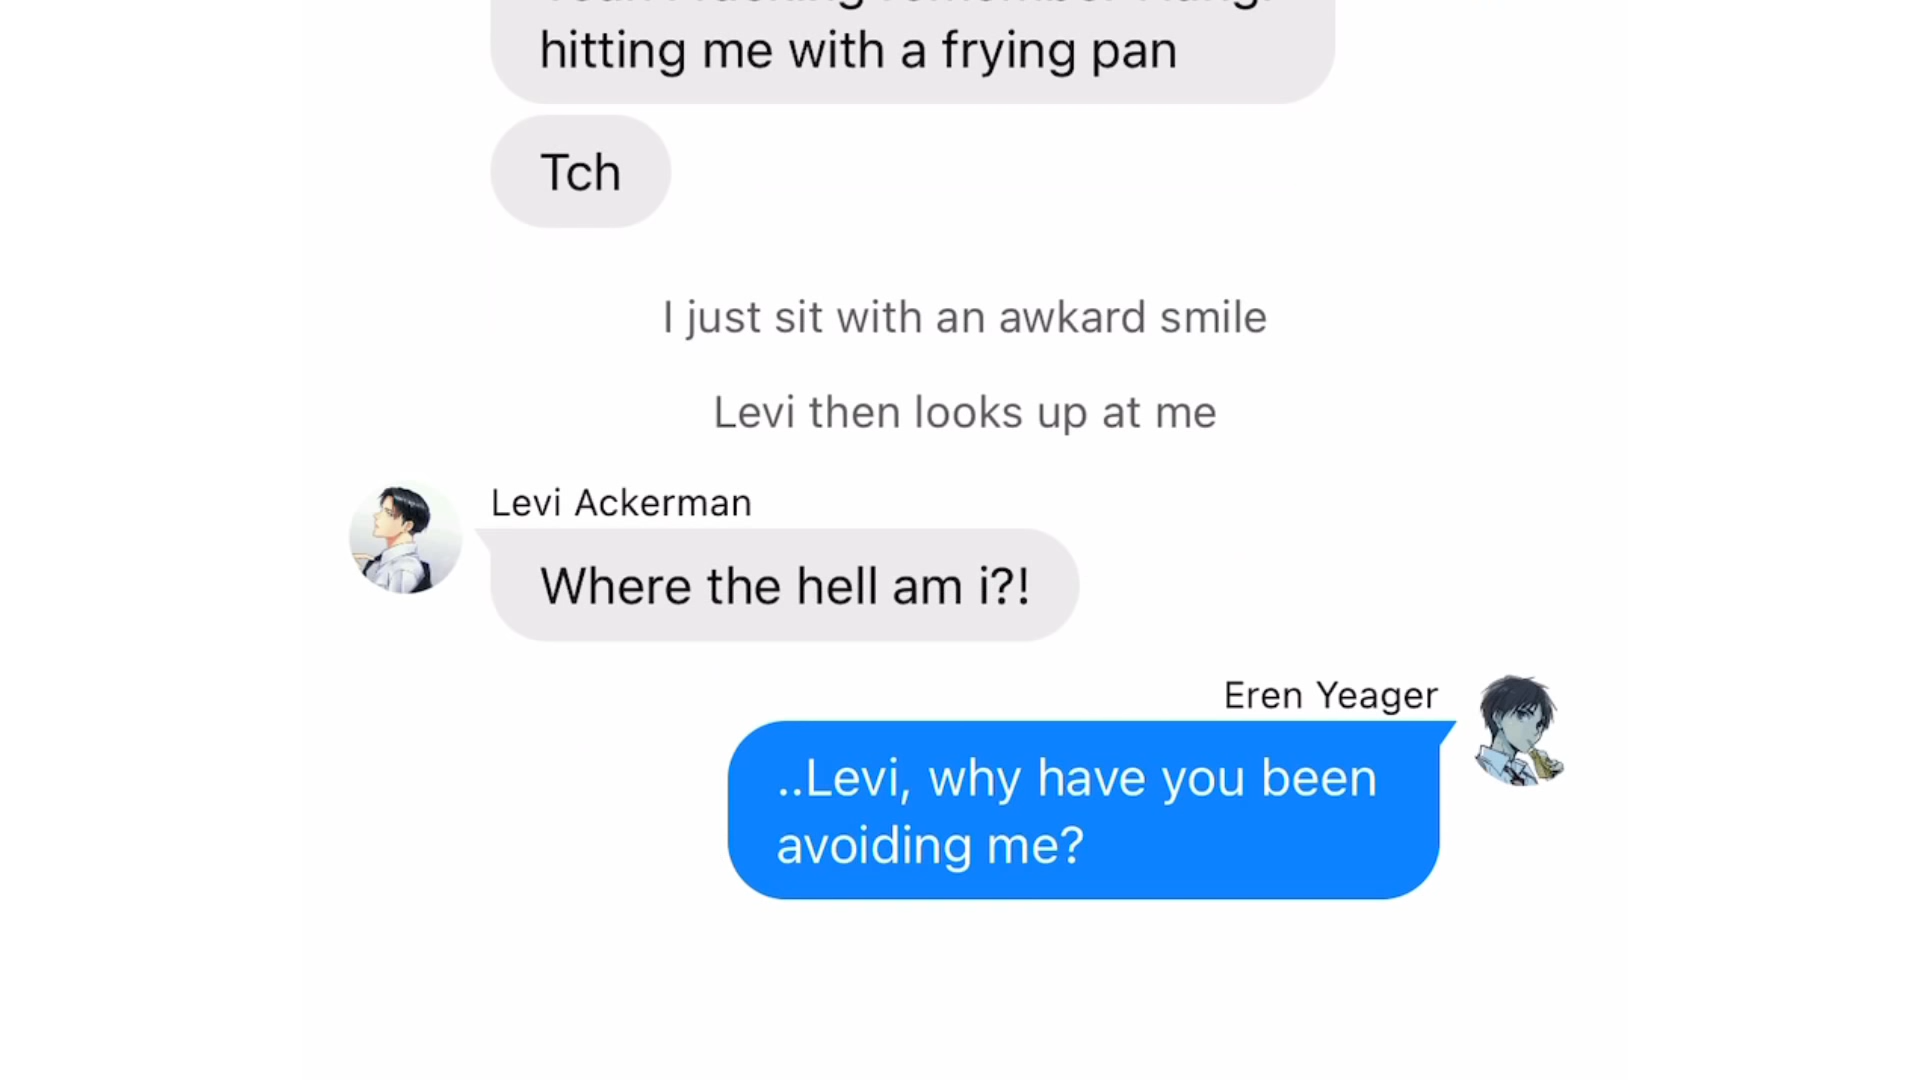 hitting me with a frying pan
Tch
I just sit with an awkard smile
Levi then looks up at me
Levi Ackerman
Where the hell am i?!
Eren Yeager
..Levi, why have you been
avoiding me?